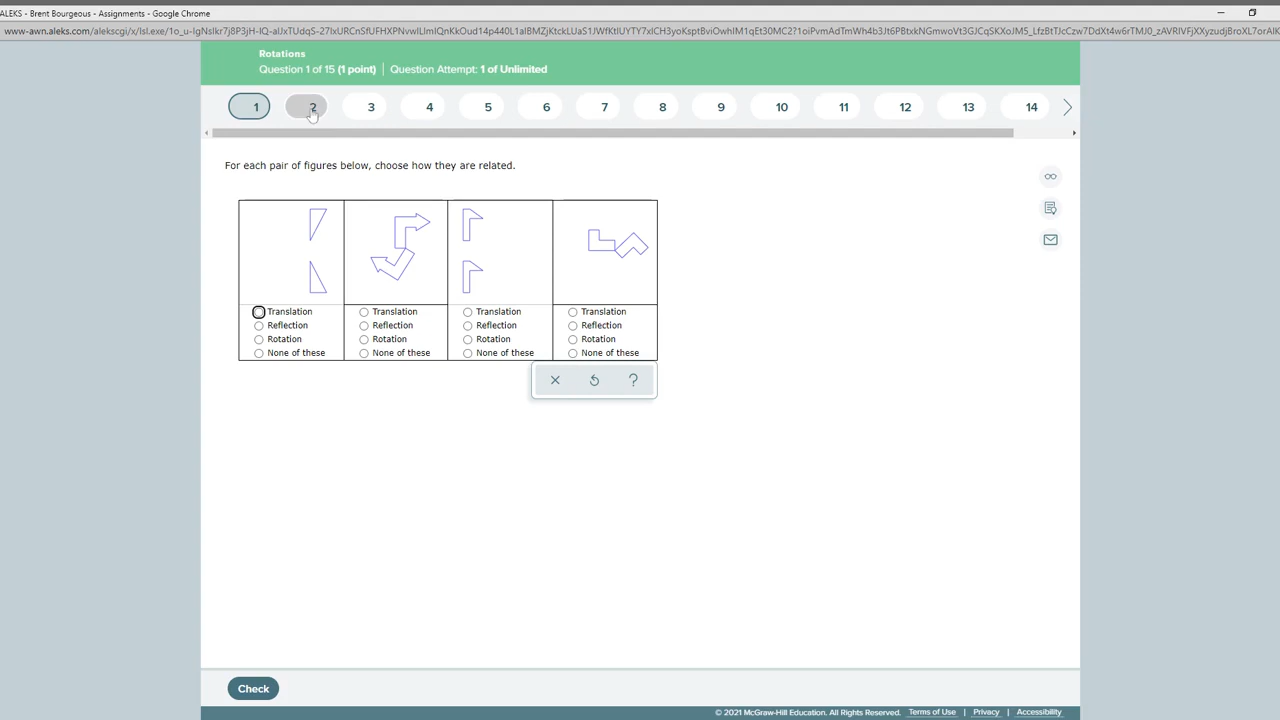 ALEKS - Brent Bourgeous - Assignments - Google Chrome
Rotations
Question 1 of 15 (1 point) | Question Attempt: 1 of Unlimited
1 2 3 4 5 6 7 8 9 10 11 12 13 14
For each pair of figures below, choose how they are related.
Translation Translation Translation Translation
Reflection Reflection Reflection Reflection
Rotation Rotation Rotation Rotation
None of these None of these None of these None of these
?
Check
© 2021 McGraw-Hill Education. All Rights Reserved. Terms of Use | Privacy | Accessibility